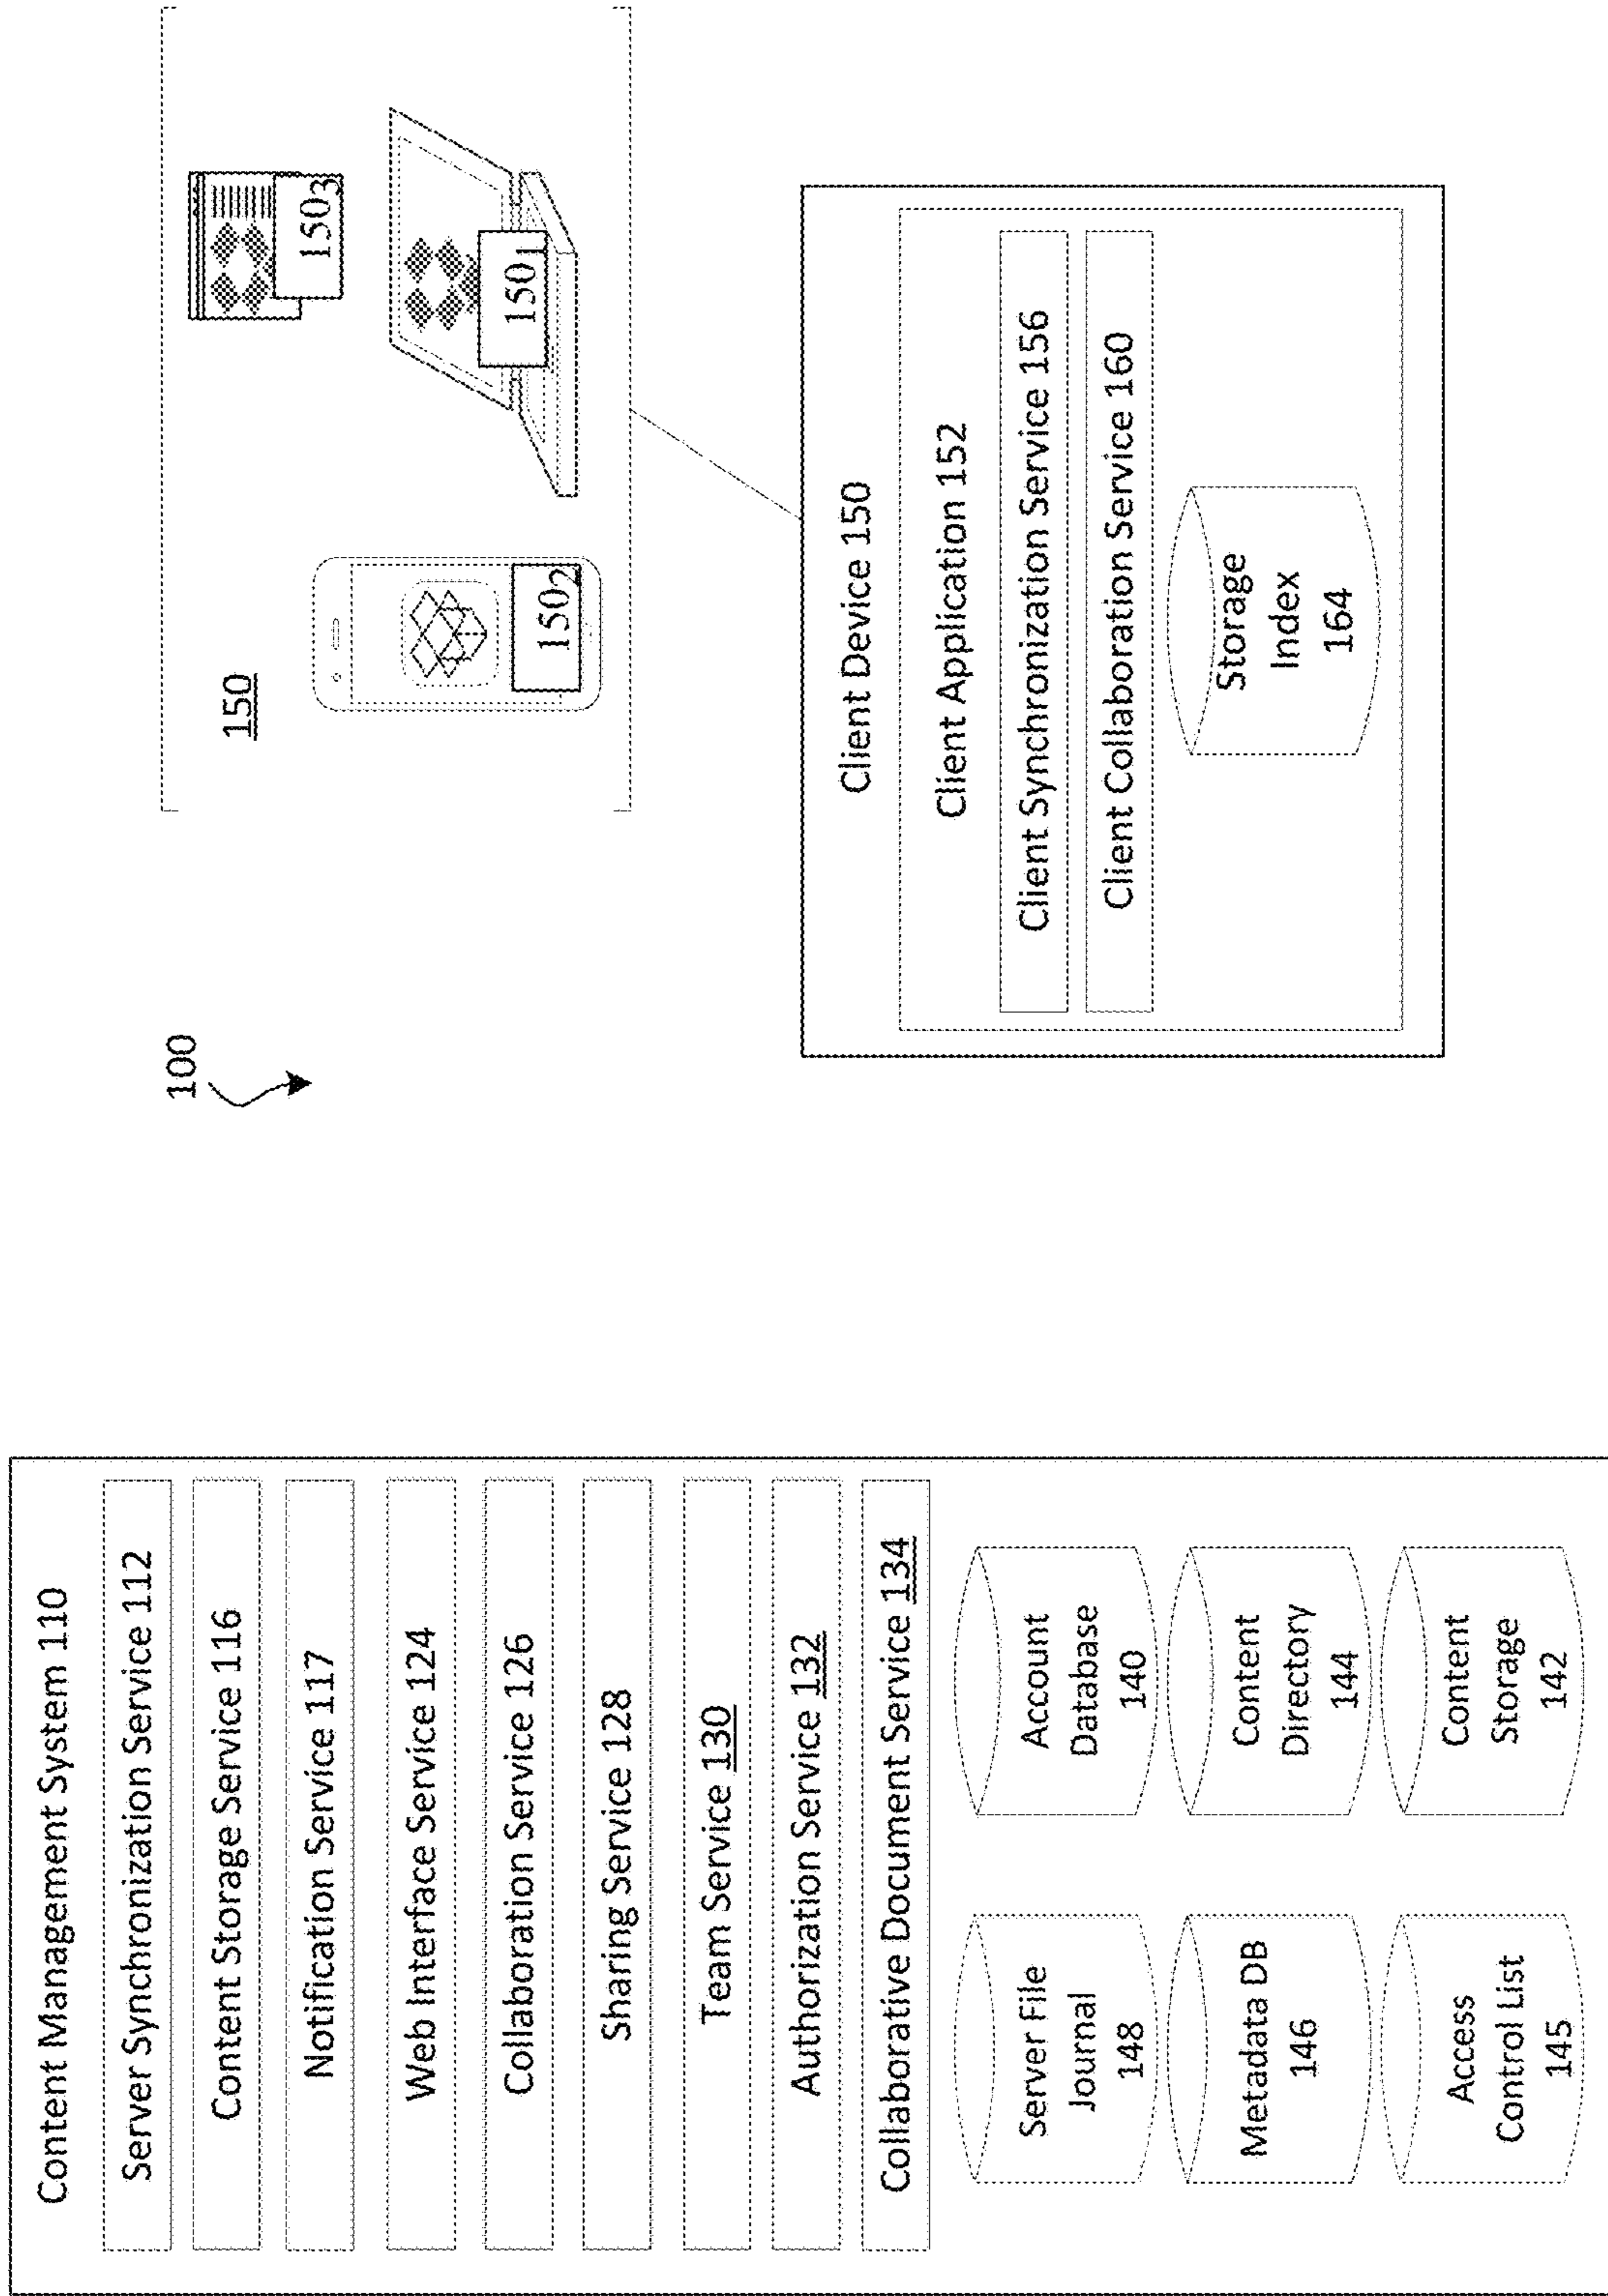 Content Management System 110
Server Synchronization Service 112
Content Storage Service 116
Notification Service 117
Web Interface Service 124
Collaboration Service 126
Sharing Service 128
Team Service 130
Authorization Service 132
Collaborative Document Service 134
Server File
Journal
148
Account
Database
140
Metadata DB
146
Content
Directory
144
Access
Control List
145
Content
Storage
142
100
150
150₂
150₃
150₁
Client Device 150
Client Application 152
Client Synchronization Service 156
Client Collaboration Service 160
Storage
Index
164